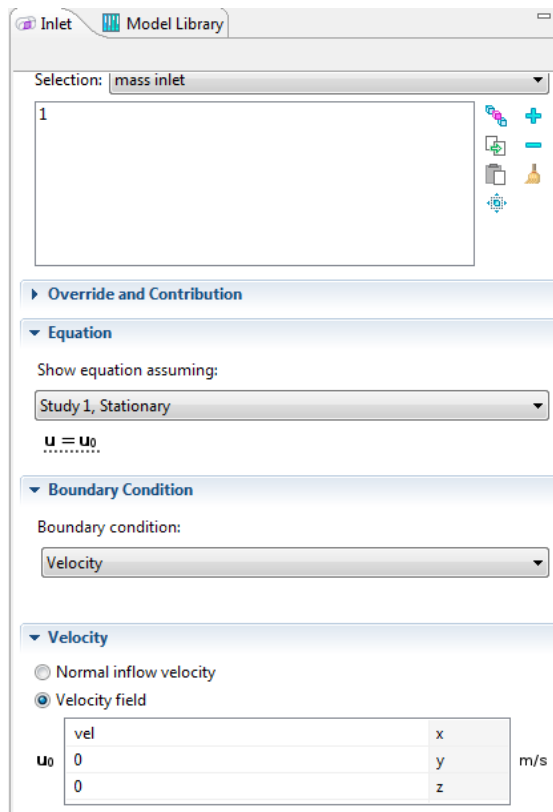 Inlet Model Library
Selection: mass inlet
1
Override and Contribution
Equation
Show equation assuming:
Study 1, Stationary
u = u₀
Boundary Condition
Boundary condition:
Velocity
Velocity
Normal inflow velocity
Velocity field
vel x
u₀ 0 y m/s
0 z